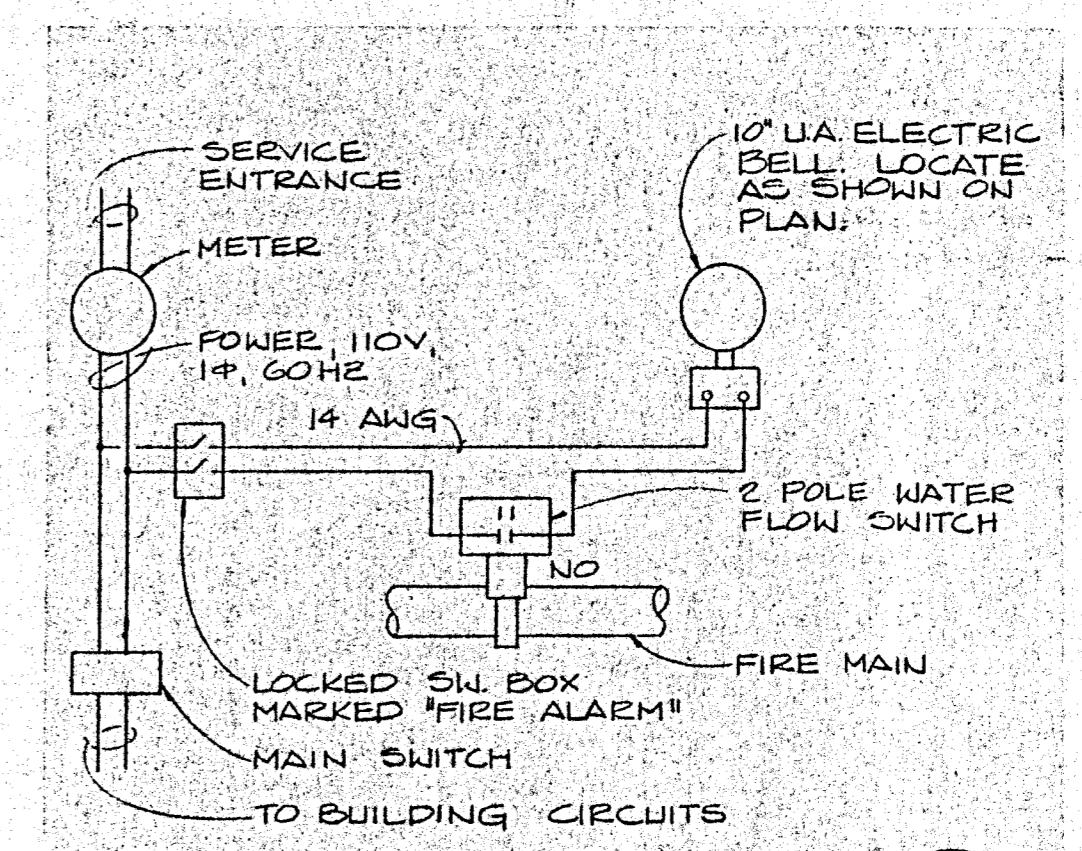 SERVICE
ENTRANCE
10" U.A. ELECTRIC
BELL. LOCATE
AS SHOWN ON
PLAN.
METER
POWER, 110V,
1Φ, 60HZ
14 AWG
2 POLE WATER
FLOW SWITCH
NO
FIRE MAIN
LOCKED SW. BOX
MARKED "FIRE ALARM"
MAIN SWITCH
TO BUILDING CIRCUITS